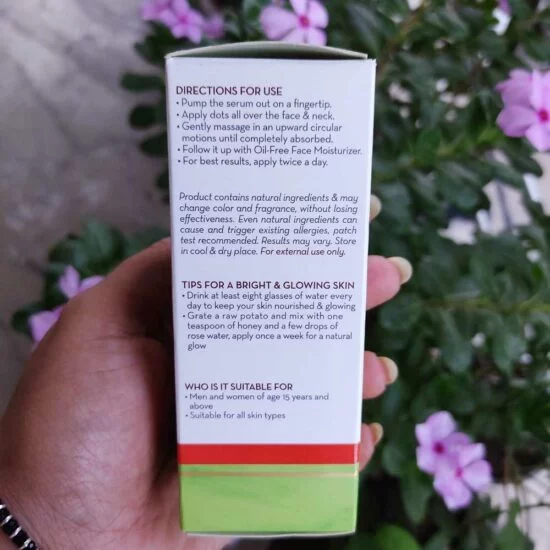 DIRECTIONS FOR USE
• Pump the serum out on a fingertip.
• Apply dots all over the face & neck.
• Gently massage in an upward circular
motions until completely absorbed.
• Follow it up with Oil-Free Face Moisturizer.
• For best results, apply twice a day.
Product contains natural ingredients & may
change color and fragrance, without losing
effectiveness. Even natural ingredients can
cause and trigger existing allergies, patch
test recommended. Results may vary. Store
in cool & dry place. For external use only.
TIPS FOR A BRIGHT & GLOWING SKIN
• Drink at least eight glasses of water every
day to keep your skin nourished & glowing
• Grate a raw potato and mix with one
teaspoon of honey and a few drops of
rose water, apply once a week for a natural
glow
WHO IS IT SUITABLE FOR
• Men and women of age 15 years and
above
• Suitable for all skin types